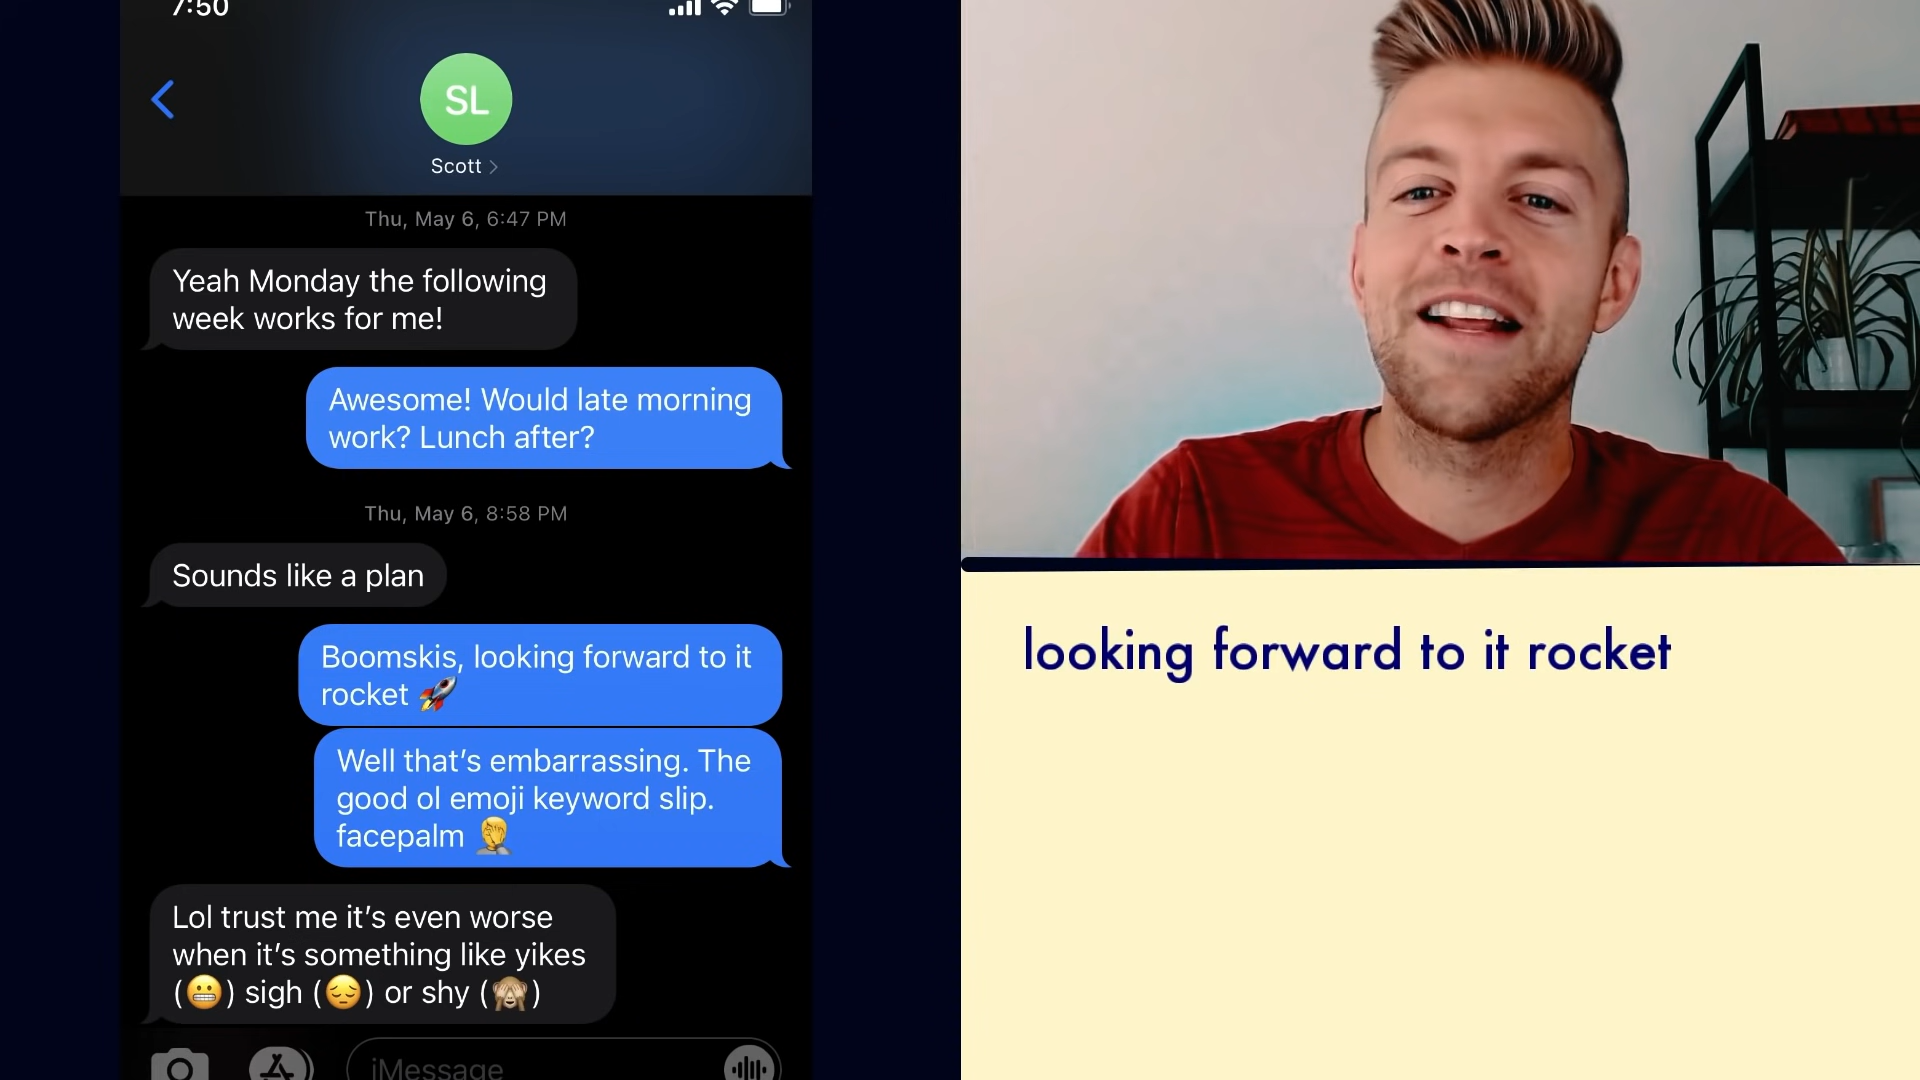 7:50
SL
Scott
Thu, May 6, 6:47 PM
Yeah Monday the following
week works for me!
Awesome! Would late morning
work? Lunch after?
Thu, May 6, 8:58 PM
Sounds like a plan
Boomskis, looking forward to it
rocket 🚀
Well that’s embarrassing. The
good ol emoji keyword slip.
facepalm 🤦
Lol trust me it’s even worse
when it’s something like yikes
(😬) sigh (😔) or shy (🙈)
iMessage
looking forward to it rocket